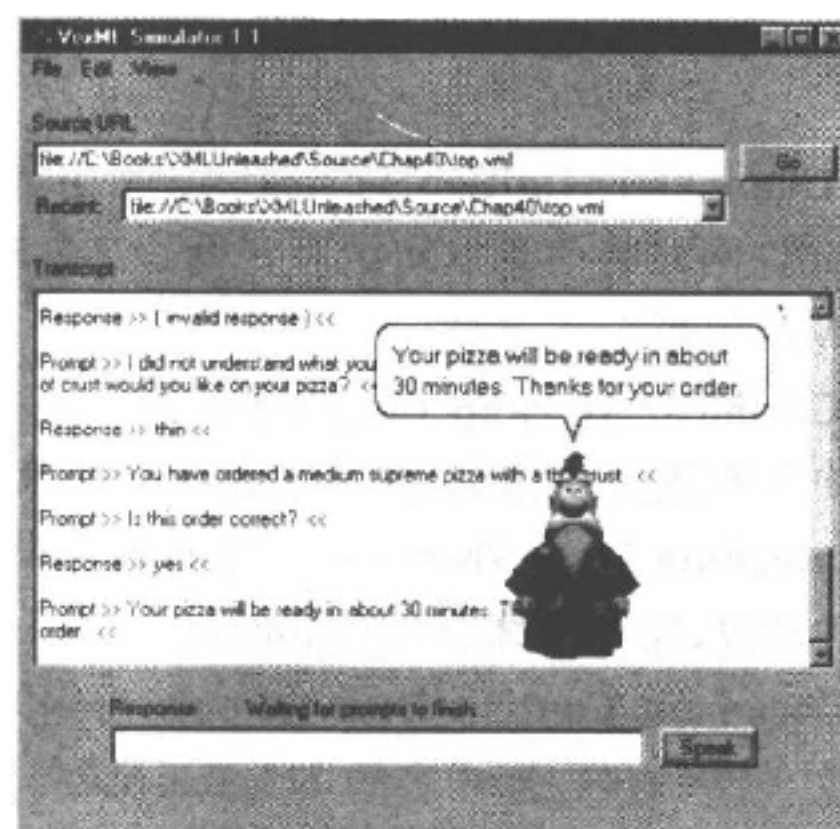 VoxML Simulator 1.1
File Edit View
Source URL
file://C:\Books\XMLUnleashed\Source\Chap40\top.vml
Go
Recent: file://C:\Books\XMLUnleashed\Source\Chap40\top.vml
Transcript
Response >> ( invalid response ) <<
Prompt >> I did not understand what you
of crust would you like on your pizza? <<
Response >> thin <<
Prompt >> You have ordered a medium supreme pizza with a crust. <<
Prompt >> Is this order correct? <<
Response >> yes <<
Prompt >> Your pizza will be ready in about 30 minutes.
order. <<
Your pizza will be ready in about
30 minutes. Thanks for your order.
Response: Waiting for prompts to finish.
Speak